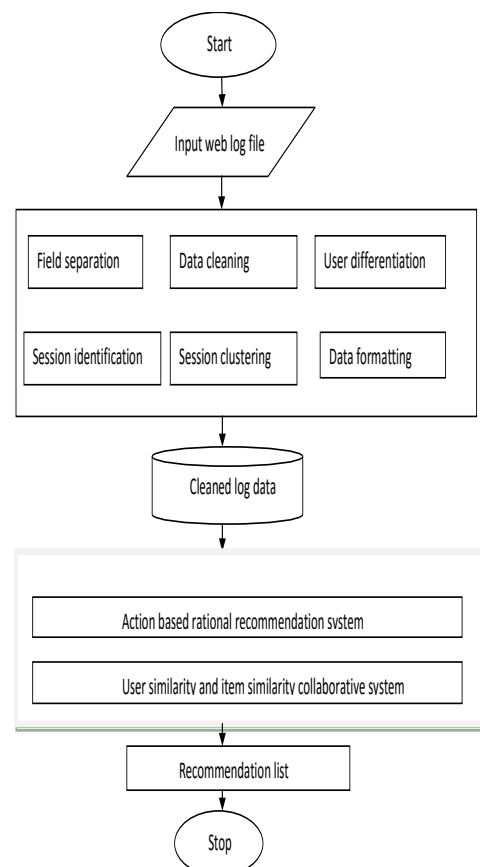 Start
Input web log file
Field separation
Data cleaning
User differentiation
Session identification
Session clustering
Data formatting
Cleaned log data
Action based rational recommendation system
User similarity and item similarity collaborative system
Recommendation list
Stop